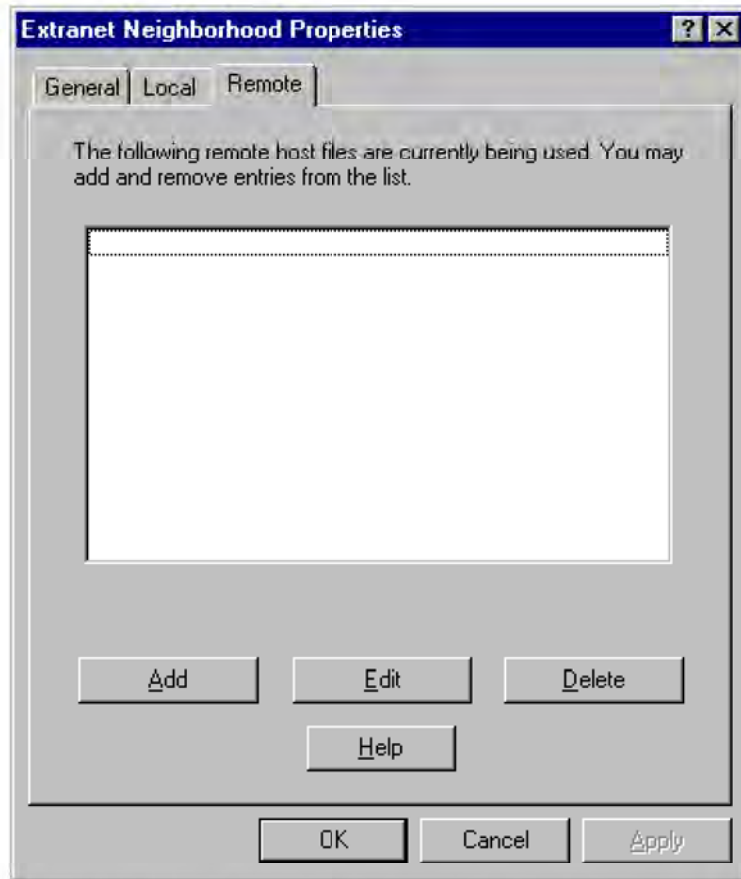 Extranet Neighborhood Properties
General Local Remote
The following remote host files are currently being used. You may
add and remove entries from the list.
Add Edit Delete
Help
OK Cancel Apply